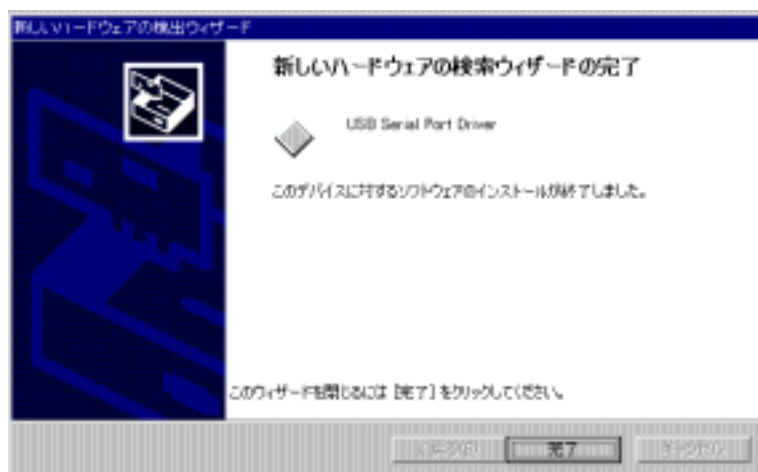 新しいハードウェアの検出ウィザード
新しいハードウェアの検索ウィザードの完了
USB Serial Port Driver
このデバイスに対するソフトウェアのインストールが終了しました。
このウィザードを閉じるには [完了] をクリックしてください。
完了
キャンセル